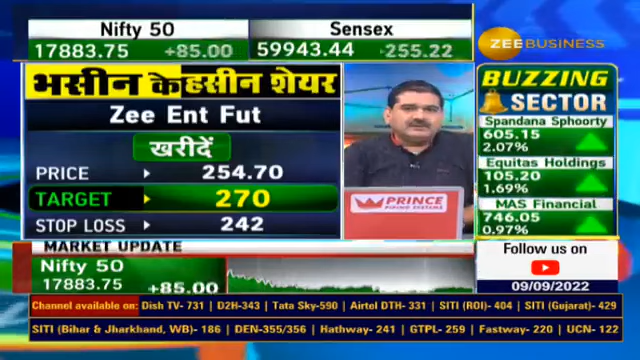 Nifty 50
17883.75 +85.00
Sensex
59943.44 +255.22
ZEE BUSINESS
भसीन के हसीन शेयर
Zee Ent Fut
खरीदें
PRICE 254.70
TARGET 270
STOP LOSS 242
PRINCE
PIPING SYSTEMS
BUZZING
SECTOR
Spandana Sphoorty
605.15
2.07%
Equitas Holdings
105.20
1.69%
MAS Financial
746.05
0.97%
MARKET UPDATE
Nifty 50
17883.75 +85.00
Follow us on
09/09/2022
Channel available on: Dish TV- 731 | D2H-343 | Tata Sky-590 | Airtel DTH- 331 | SITI (ROI)- 404 | SITI (Gujarat)- 429
SITI (Bihar & Jharkhand, WB)- 186 | DEN-355/356 | Hathway- 241 | GTPL- 259 | Fastway- 220 | UCN- 122